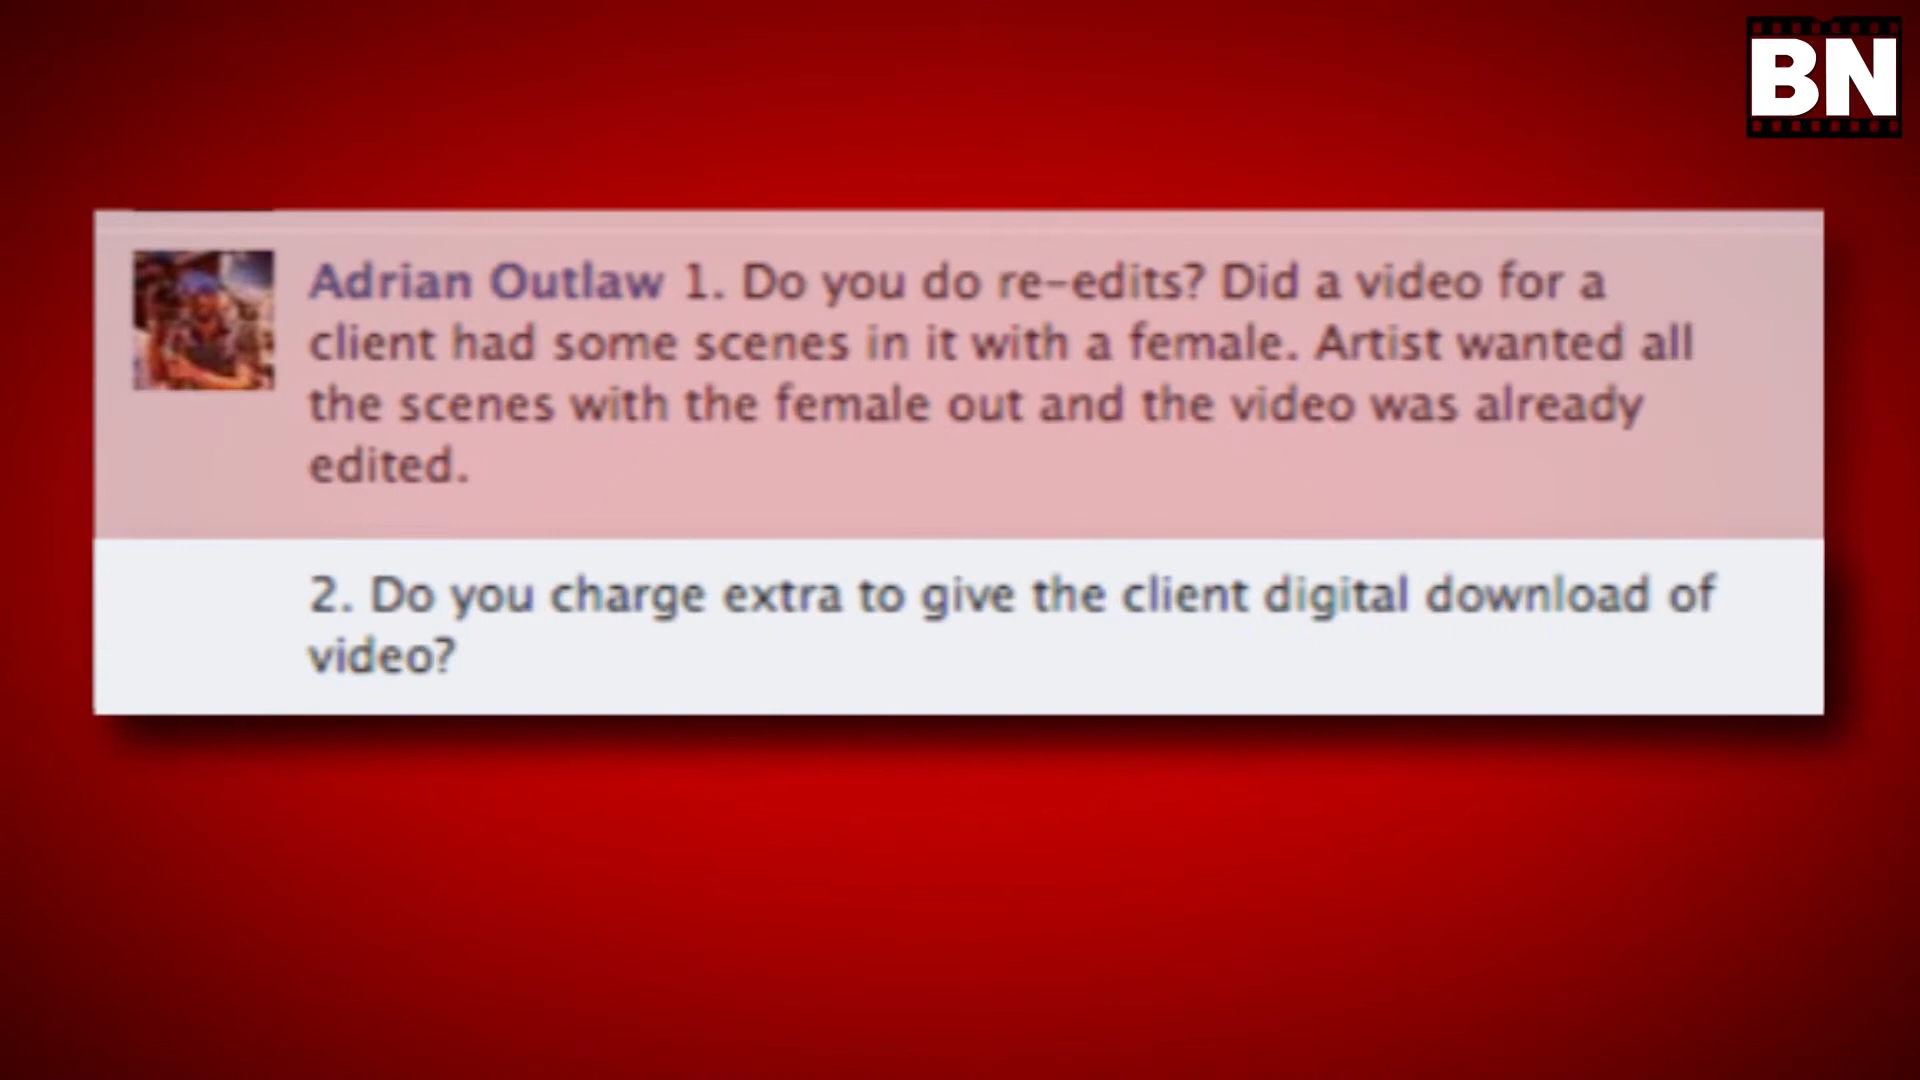 BN
Adrian Outlaw 1. Do you do re-edits? Did a video for a
client had some scenes in it with a female. Artist wanted all
the scenes with the female out and the video was already
edited.
2. Do you charge extra to give the client digital download of
video?